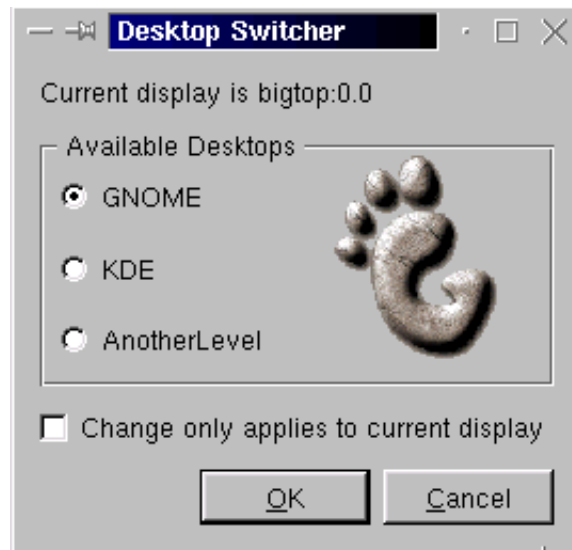 Desktop Switcher
Current display is bigtop:0.0
Available Desktops
GNOME
KDE
AnotherLevel
Change only applies to current display
OK Cancel